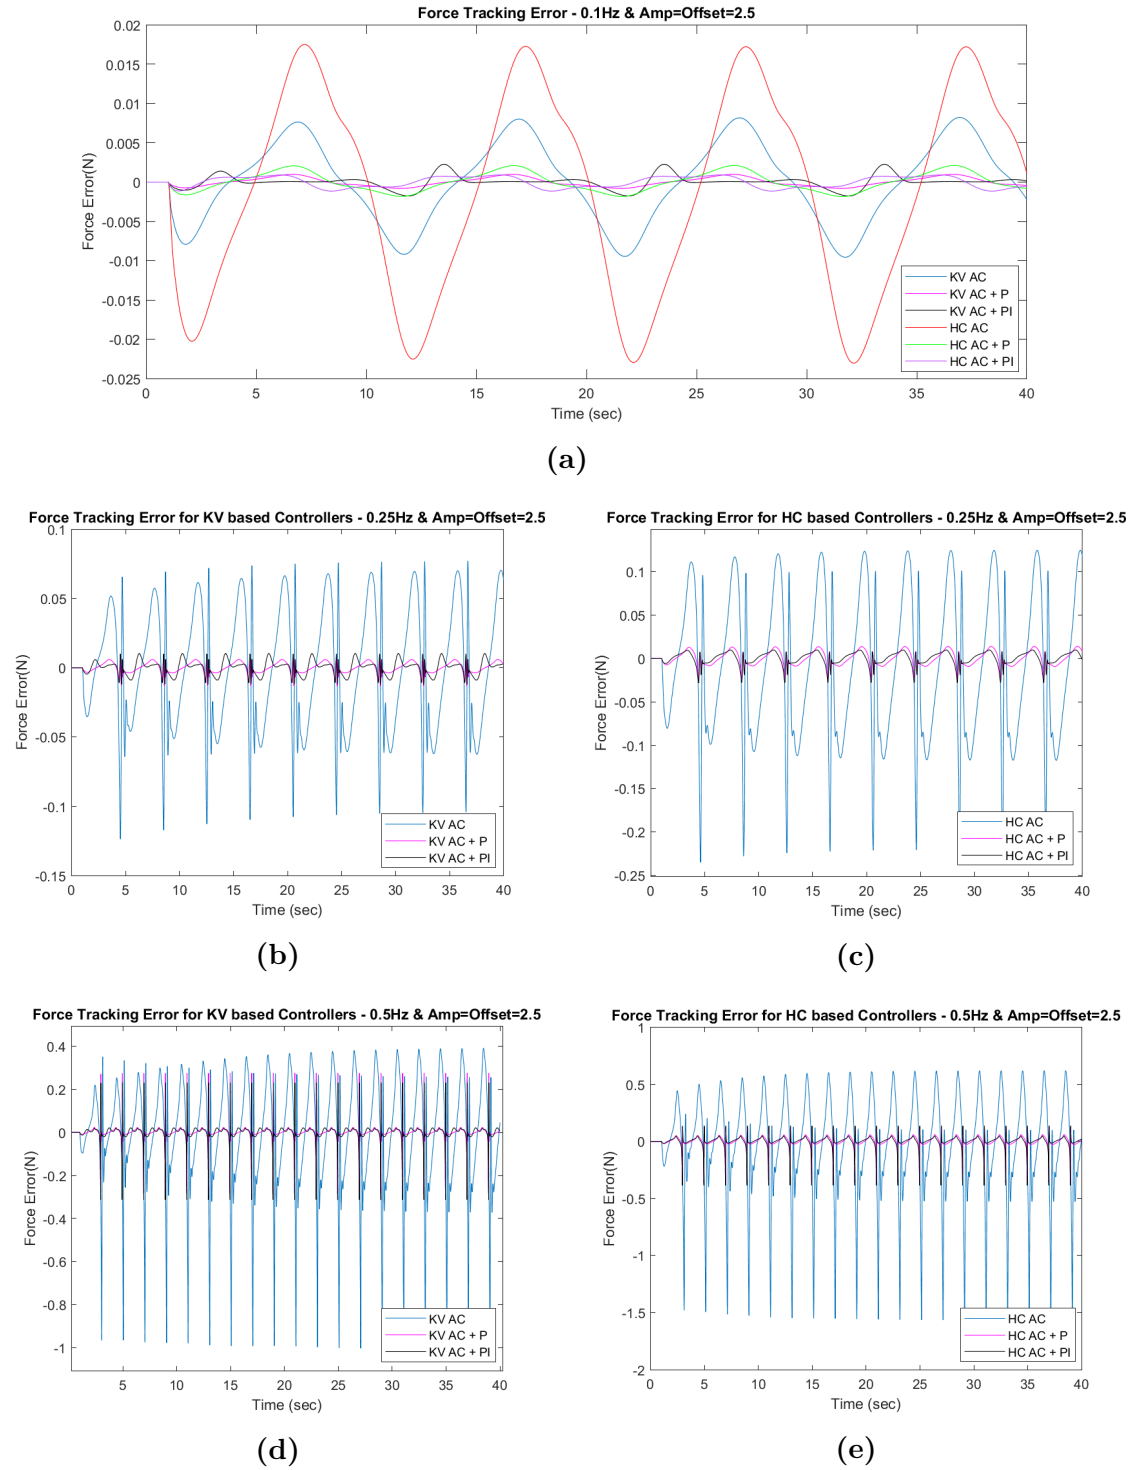 Force Tracking Error - 0.1Hz & Amp=Offset=2.5
0.02
0.015
0.01
0.005
0
-0.005
-0.01
-0.015
-0.02
-0.025
Force Error(N)
KV AC
KV AC + P
KV AC + PI
HC AC
HC AC + P
HC AC + PI
0 5 10 15 20 25 30 35 40
Time (sec)
(a)
Force Tracking Error for KV based Controllers - 0.25Hz & Amp=Offset=2.5
0.1
0.05
0
-0.05
-0.1
-0.15
Force Error(N)
KV AC
KV AC + P
KV AC + PI
0 5 10 15 20 25 30 35 40
Time (sec)
(b)
Force Tracking Error for HC based Controllers - 0.25Hz & Amp=Offset=2.5
0.1
0.05
0
-0.05
-0.1
-0.15
-0.2
-0.25
Force Error(N)
HC AC
HC AC + P
HC AC + PI
0 5 10 15 20 25 30 35 40
Time (sec)
(c)
Force Tracking Error for KV based Controllers - 0.5Hz & Amp=Offset=2.5
0.4
0.2
0
-0.2
-0.4
-0.6
-0.8
-1
Force Error(N)
KV AC
KV AC + P
KV AC + PI
5 10 15 20 25 30 35 40
Time (sec)
(d)
Force Tracking Error for HC based Controllers - 0.5Hz & Amp=Offset=2.5
1
0.5
0
-0.5
-1
-1.5
-2
Force Error(N)
HC AC
HC AC + P
HC AC + PI
0 5 10 15 20 25 30 35 40
Time (sec)
(e)